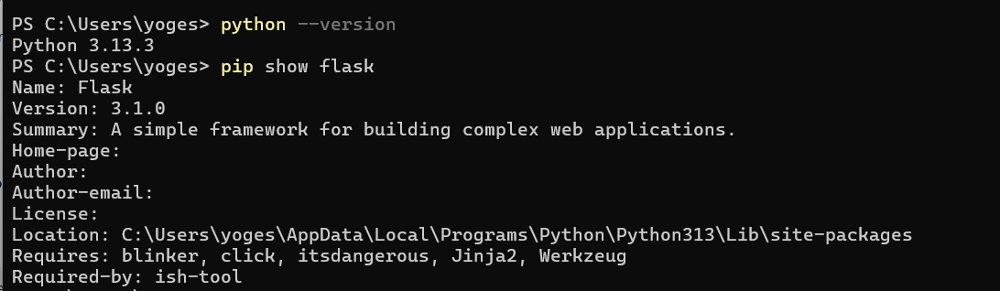 PS C:\Users\yoges> python --version
Python 3.13.3
PS C:\Users\yoges> pip show flask
Name: Flask
Version: 3.1.0
Summary: A simple framework for building complex web applications.
Home-page:
Author:
Author-email:
License:
Location: C:\Users\yoges\AppData\Local\Programs\Python\Python313\Lib\site-packages
Requires: blinker, click, itsdangerous, Jinja2, Werkzeug
Required-by: ish-tool